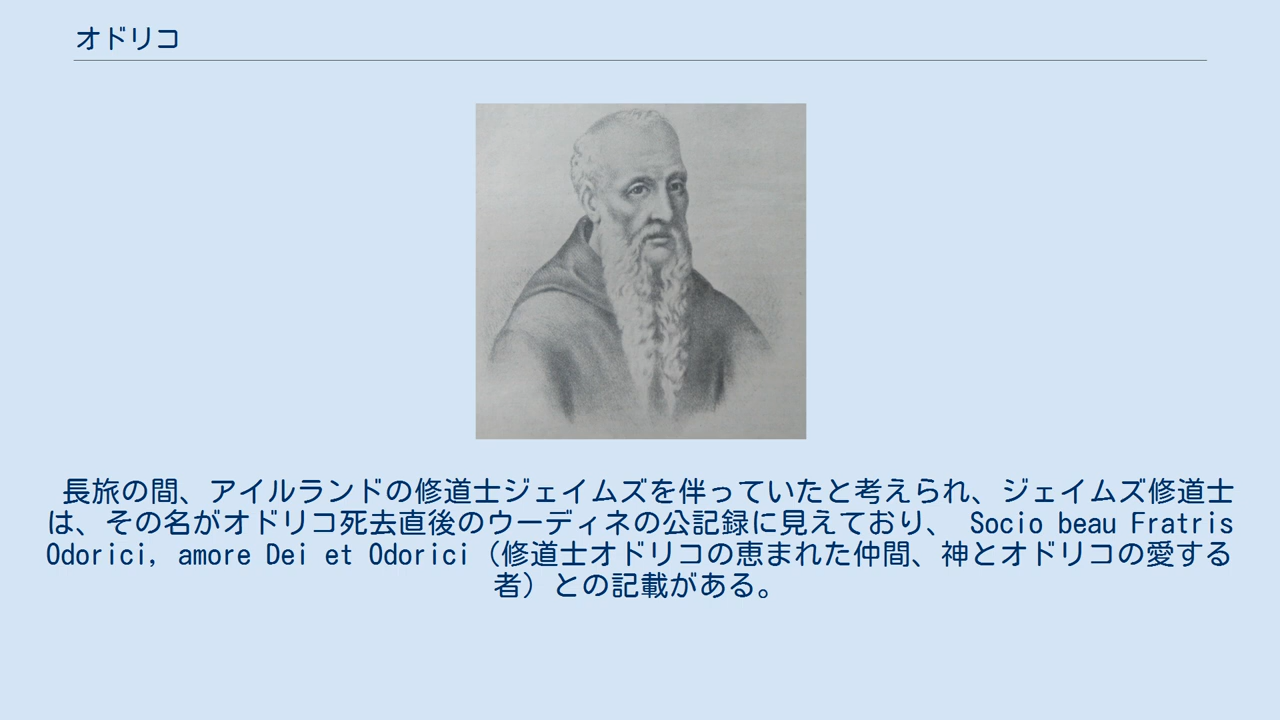 オドリコ
長旅の間、アイルランドの修道士ジェイムズを伴っていたと考えられ、ジェイムズ修道士
は、その名がオドリコ死去直後のウーディネの公記録に見えており、 Socio beau Fratris
Odorici, amore Dei et Odorici（修道士オドリコの恵まれた仲間、神とオドリコの愛する
者）との記載がある。